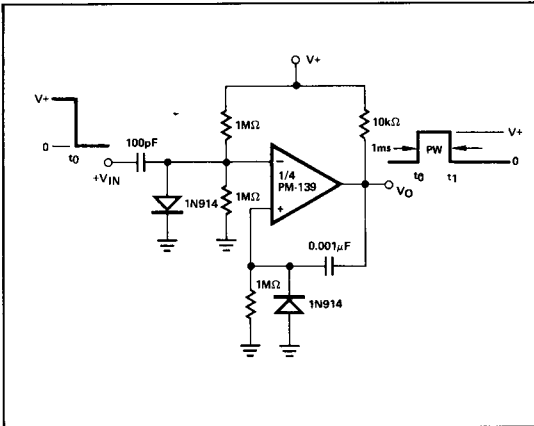 V+
V+
0
t0
100pF
+VIN
1MΩ
1MΩ
1N914
−
1/4
PM-139
+
10kΩ
VO
0.001μF
1MΩ
1N914
1ms
PW
V+
0
t0
t1